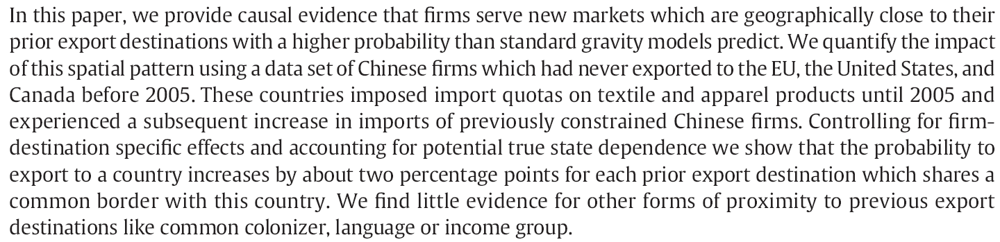 In this paper, we provide causal evidence that firms serve new markets which are geographically close to their
prior export destinations with a higher probability than standard gravity models predict. We quantify the impact
of this spatial pattern using a data set of Chinese firms which had never exported to the EU, the United States, and
Canada before 2005. These countries imposed import quotas on textile and apparel products until 2005 and
experienced a subsequent increase in imports of previously constrained Chinese firms. Controlling for firm-
destination specific effects and accounting for potential true state dependence we show that the probability to
export to a country increases by about two percentage points for each prior export destination which shares a
common border with this country. We find little evidence for other forms of proximity to previous export
destinations like common colonizer, language or income group.